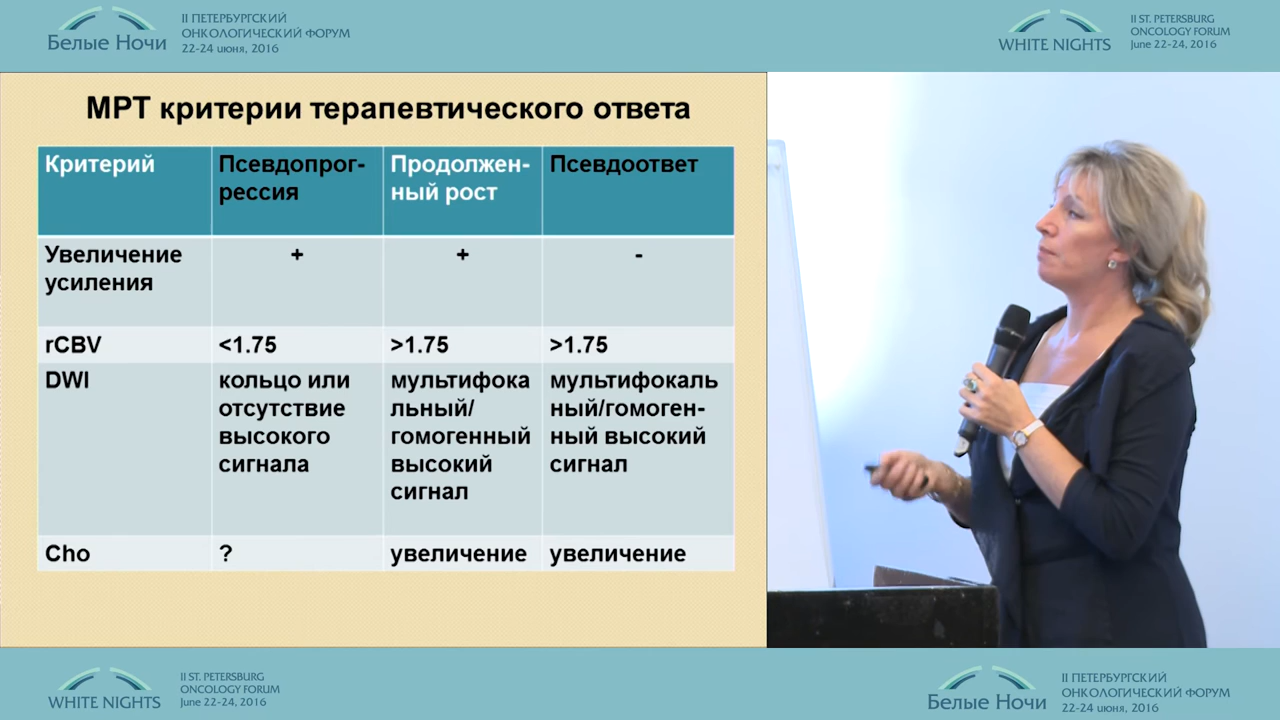 II ПЕТЕРБУРГСКИЙ
ОНКОЛОГИЧЕСКИЙ ФОРУМ
Белые Ночи
22-24 июня, 2016
II ST. PETERSBURG
ONCOLOGY FORUM
WHITE NIGHTS
June 22-24, 2016
МРТ критерии терапевтического ответа
Критерий
Псевдопрог-
рессия
Продолжен-
ный рост
Псевдоответ
Увеличение
усиления
+
+
-
rCBV
<1.75
>1.75
>1.75
DWI
кольцо или
отсутствие
высокого
сигнала
мультифока
льный/
гомогенный
высокий
сигнал
мультифокаль
ный/гомоген-
ный высокий
сигнал
Cho
?
увеличение
увеличение
II ST. PETERSBURG
ONCOLOGY FORUM
WHITE NIGHTS
June 22-24, 2016
II ПЕТЕРБУРГСКИЙ
ОНКОЛОГИЧЕСКИЙ ФОРУМ
Белые Ночи
22-24 июня, 2016